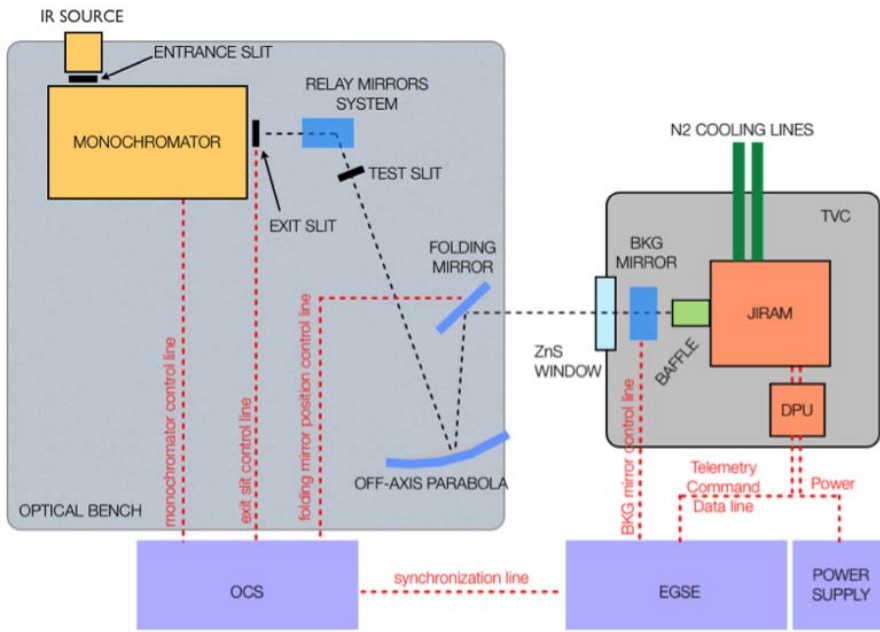 IR SOURCE
ENTRANCE SLIT
MONOCHROMATOR
RELAY MIRRORS
SYSTEM
TEST SLIT
EXIT SLIT
FOLDING
MIRROR
N2 COOLING LINES
TVC
BKG
MIRROR
JIRAM
ZnS
WINDOW
BAFFLE
DPU
monochromator control line
exit slit control line
folding mirror position control line
OFF-AXIS PARABOLA
OPTICAL BENCH
BKG mirror control line
Telemetry
Command
Data line
Power
OCS
synchronization line
EGSE
POWER
SUPPLY